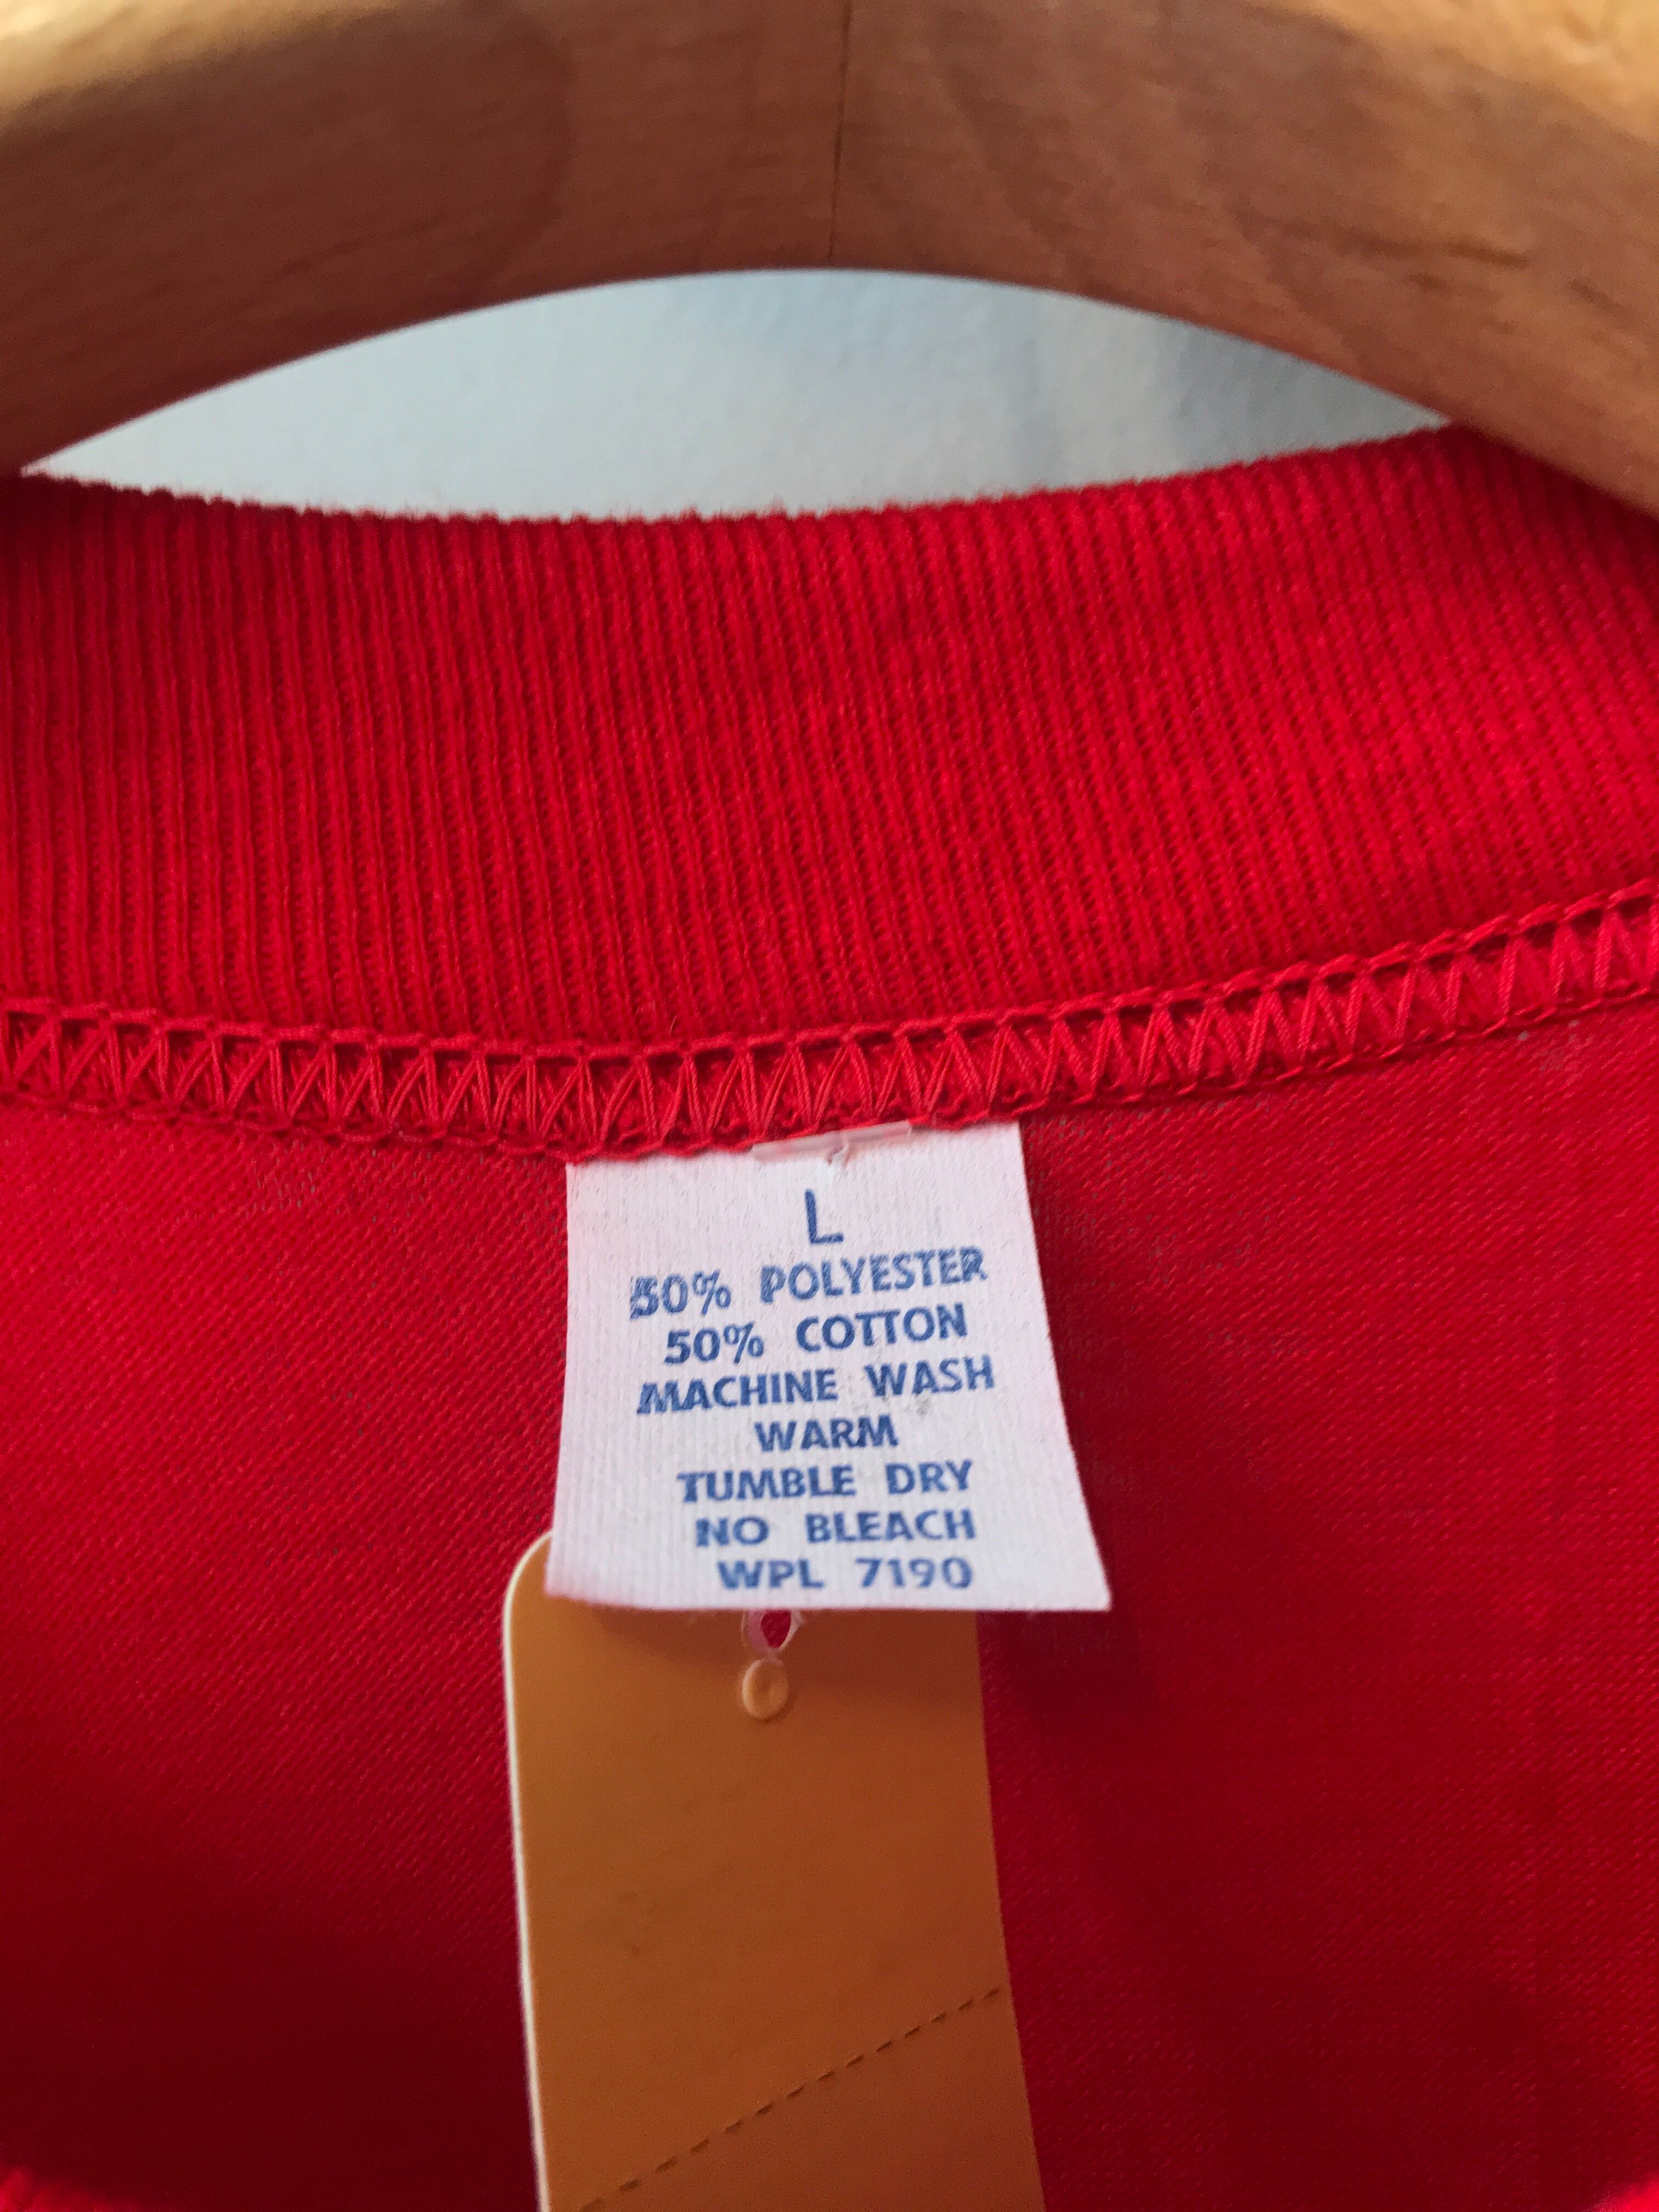 L
50% POLYESTER
50% COTTON
MACHINE WASH
WARM
TUMBLE DRY
NO BLEACH
WPL 7190